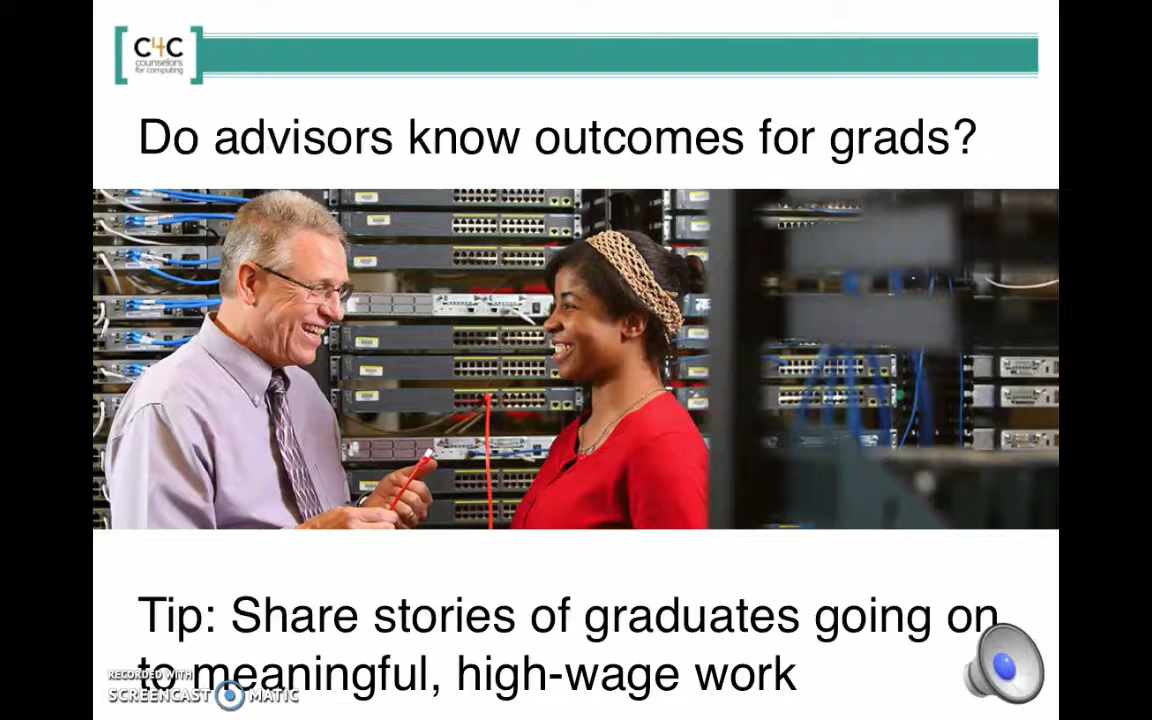 C4C
counselors
for computing
Do advisors know outcomes for grads?
Tip: Share stories of graduates going on
to meaningful, high-wage work
RECORDED WITH
SCREENCAST MATIC